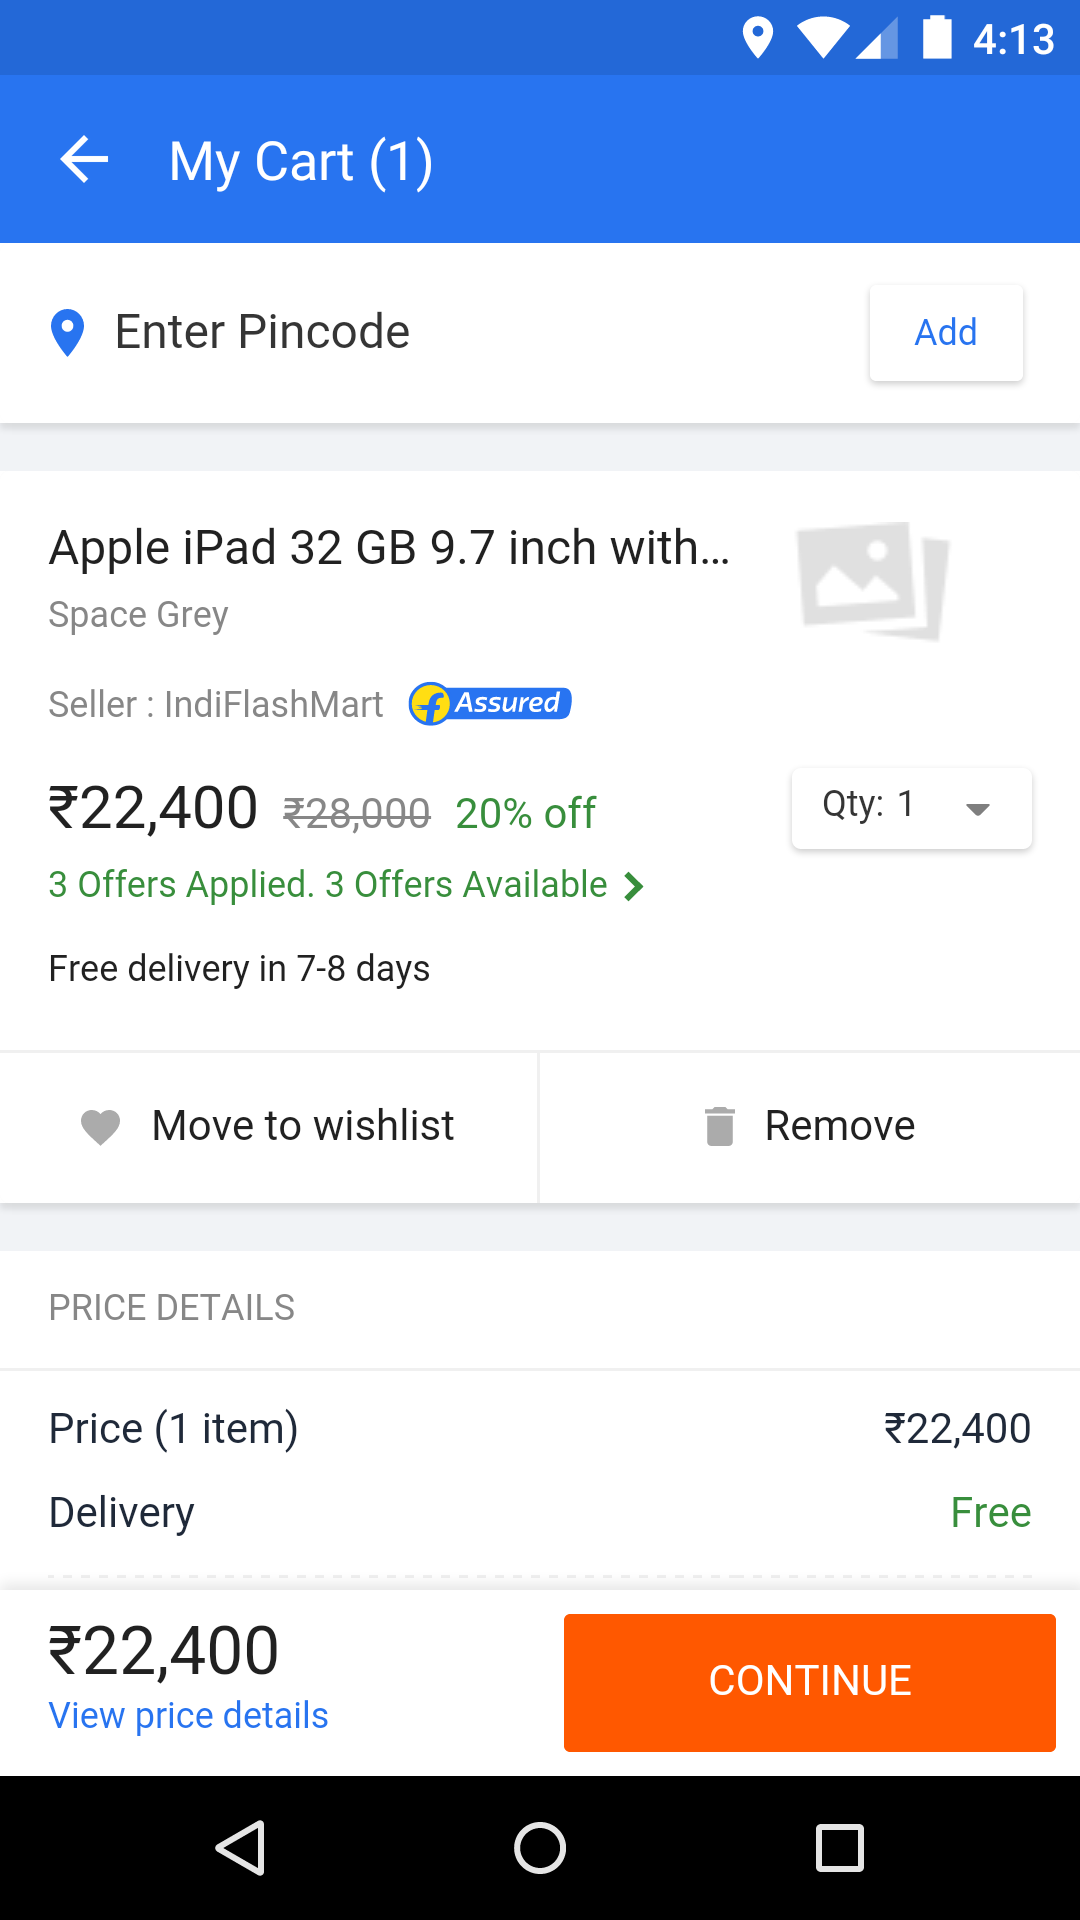 4:13
My Cart (1)
Enter Pincode
Add
Apple iPad 32 GB 9.7 inch with...
Space Grey
Seller : IndiFlashMart
f Assured
₹22,400 ₹28,000 20% off
Qty: 1
3 Offers Applied. 3 Offers Available
Free delivery in 7-8 days
Move to wishlist
Remove
PRICE DETAILS
Price (1 item) ₹22,400
Delivery Free
₹22,400
View price details
CONTINUE